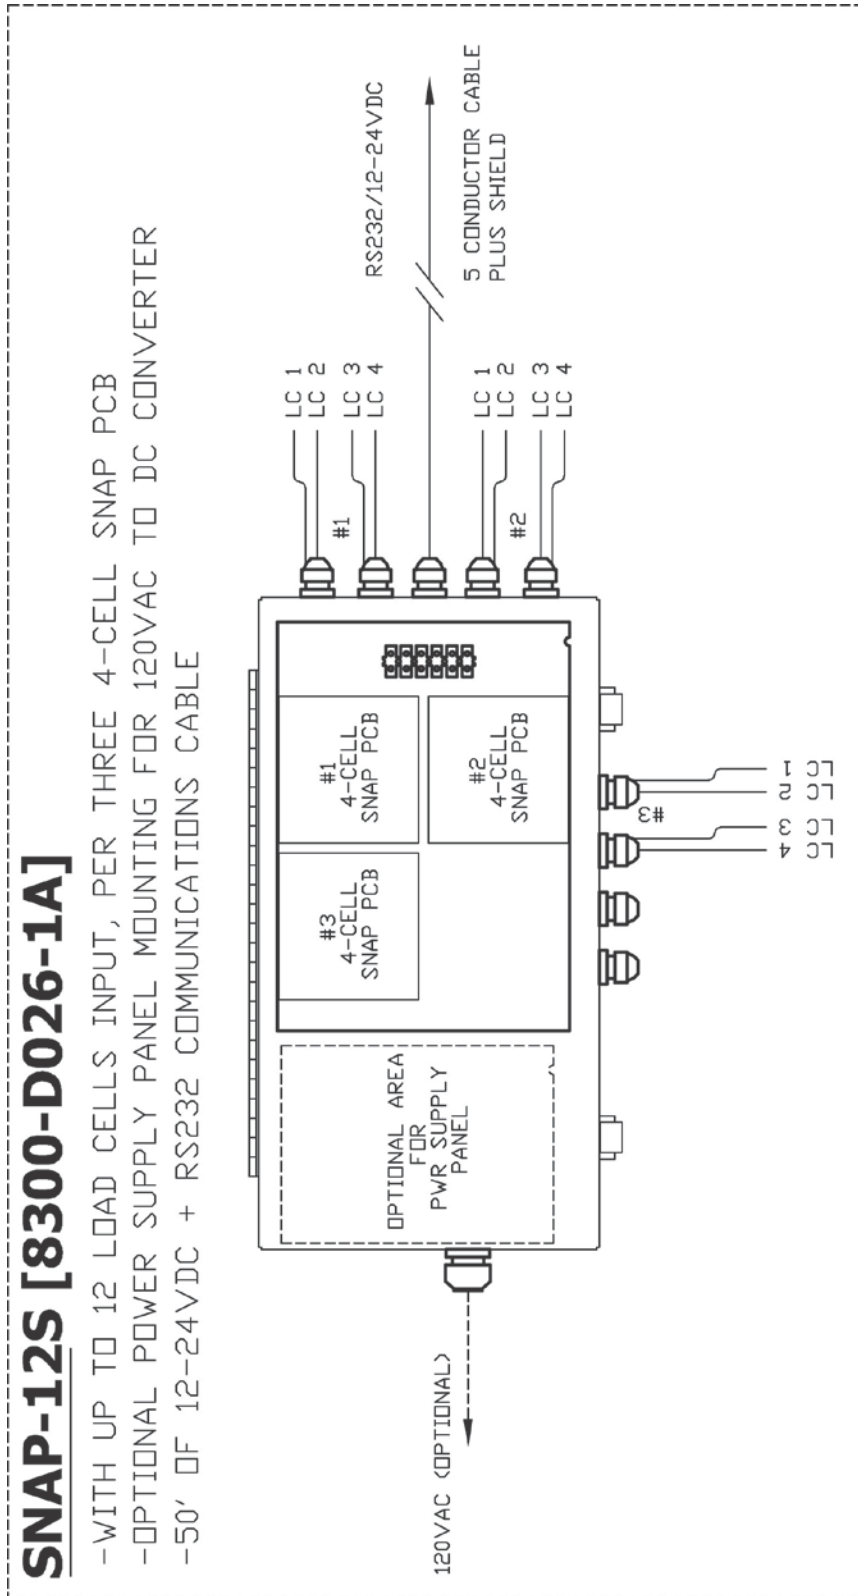 SNAP-12S [8300-D026-1A]
-WITH UP TO 12 LOAD CELLS INPUT, PER THREE 4-CELL SNAP PCB
-OPTIONAL POWER SUPPLY PANEL MOUNTING FOR 120VAC TO DC CONVERTER
-50' OF 12-24VDC + RS232 COMMUNICATIONS CABLE
LC 1
LC 2
#1
LC 3
LC 4
RS232/12-24VDC
5 CONDUCTOR CABLE
PLUS SHIELD
LC 1
LC 2
#2
LC 3
LC 4
#1
4-CELL
SNAP PCB
#2
4-CELL
SNAP PCB
#3
4-CELL
SNAP PCB
OPTIONAL AREA
FOR
PWR SUPPLY
PANEL
120VAC (OPTIONAL)
#3
LC 1
LC 2
LC 3
LC 4